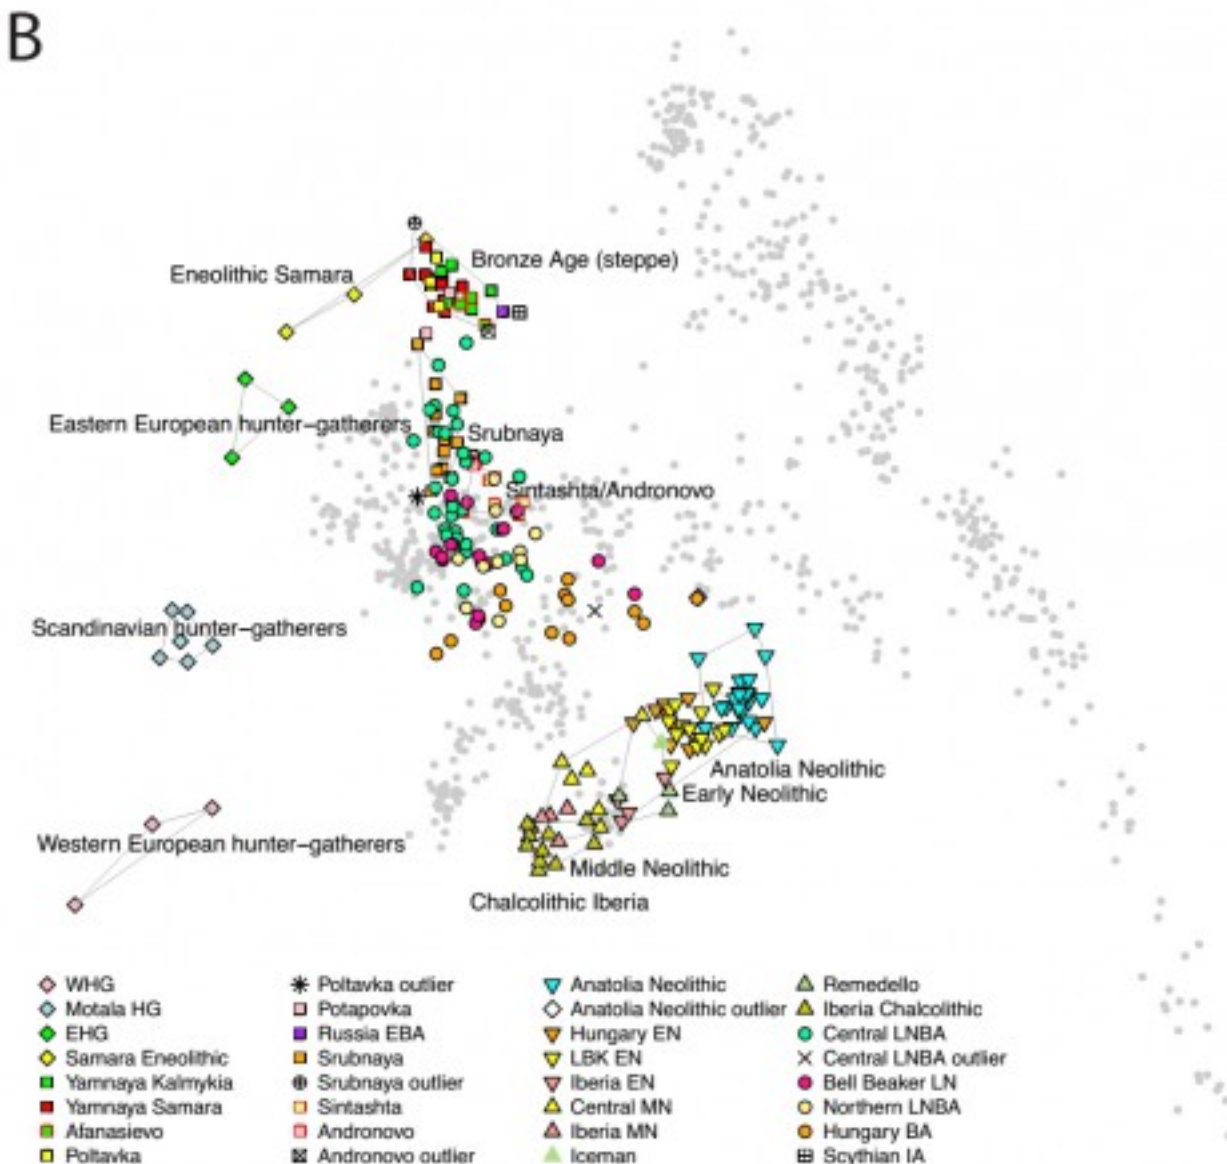 B
Bronze Age (steppe)
Eneolithic Samara
Eastern European hunter-gatherers
Srubnaya
Sintashta/Andronovo
Scandinavian hunter-gatherers
Anatolia Neolithic
Early Neolithic
Western European hunter-gatherers
Middle Neolithic
Chalcolithic Iberia
WHG
Motala HG
EHG
Samara Eneolithic
Yamnaya Kalmykia
Yamnaya Samara
Afanasievo
Poltavka
Poltavka outlier
Potapovka
Russia EBA
Srubnaya
Srubnaya outlier
Sintashta
Andronovo
Andronovo outlier
Anatolia Neolithic
Anatolia Neolithic outlier
Hungary EN
LBK EN
Iberia EN
Central MN
Iberia MN
Iceman
Remedello
Iberia Chalcolithic
Central LNBA
Central LNBA outlier
Bell Beaker LN
Northern LNBA
Hungary BA
Scythian IA